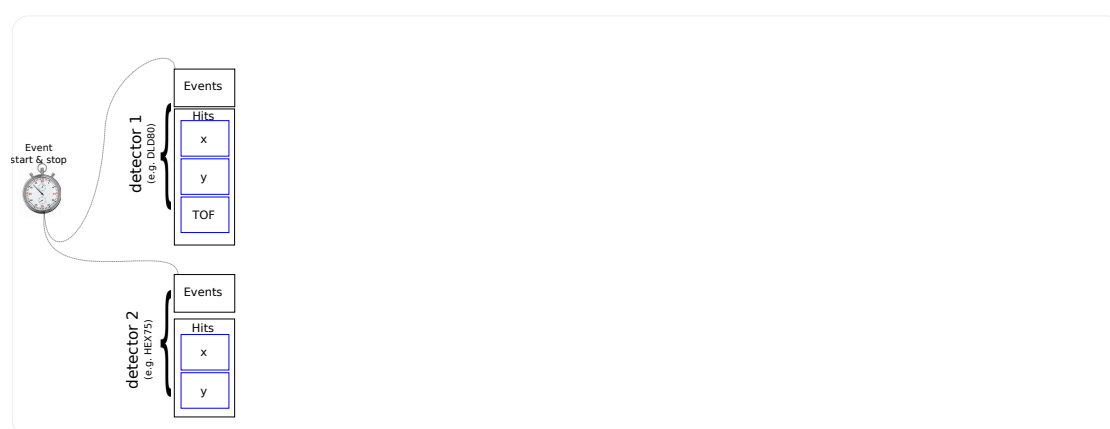 Event
start & stop
detector 1
(e.g. DLD80)
Events
Hits
x
y
TOF
detector 2
(e.g. HEX75)
Events
Hits
x
y